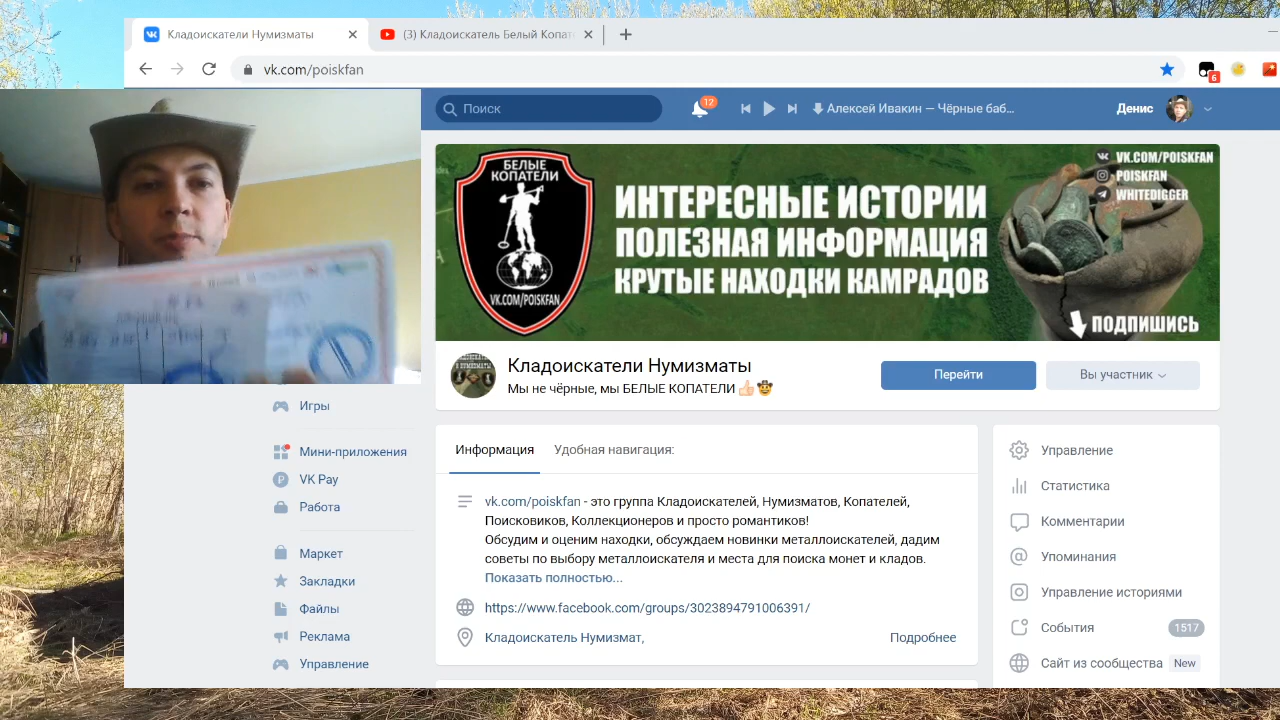 Кладоискатели Нумизматы
(3) Кладоискатель Белый Копат
vk.com/poiskfan
6
Поиск
12
Алексей Ивакин — Чёрные баб...
Денис
БЕЛЫЕ
КОПАТЕЛИ
VK.COM/POISKFAN
ИНТЕРЕСНЫЕ ИСТОРИИ
ПОЛЕЗНАЯ ИНФОРМАЦИЯ
КРУТЫЕ НАХОДКИ КАМРАДОВ
VK.COM/POISKFAN
POISKFAN
WHITEDIGGER
ПОДПИШИСЬ
Кладоискатели Нумизматы
Мы не чёрные, мы БЕЛЫЕ КОПАТЕЛИ 👍🏻🤠
Перейти
Вы участник
Игры
Мини-приложения
VK Pay
Работа
Маркет
Закладки
Файлы
Реклама
Управление
Информация
Удобная навигация:
vk.com/poiskfan - это группа Кладоискателей, Нумизматов, Копателей,
Поисковиков, Коллекционеров и просто романтиков!
Обсудим и оценим находки, обсуждаем новинки металлоискателей, дадим
советы по выбору металлоискателя и места для поиска монет и кладов.
Показать полностью...
https://www.facebook.com/groups/3023894791006391/
Кладоискатель Нумизмат,
Подробнее
Управление
Статистика
Комментарии
Упоминания
Управление историями
События 1517
Сайт из сообщества New